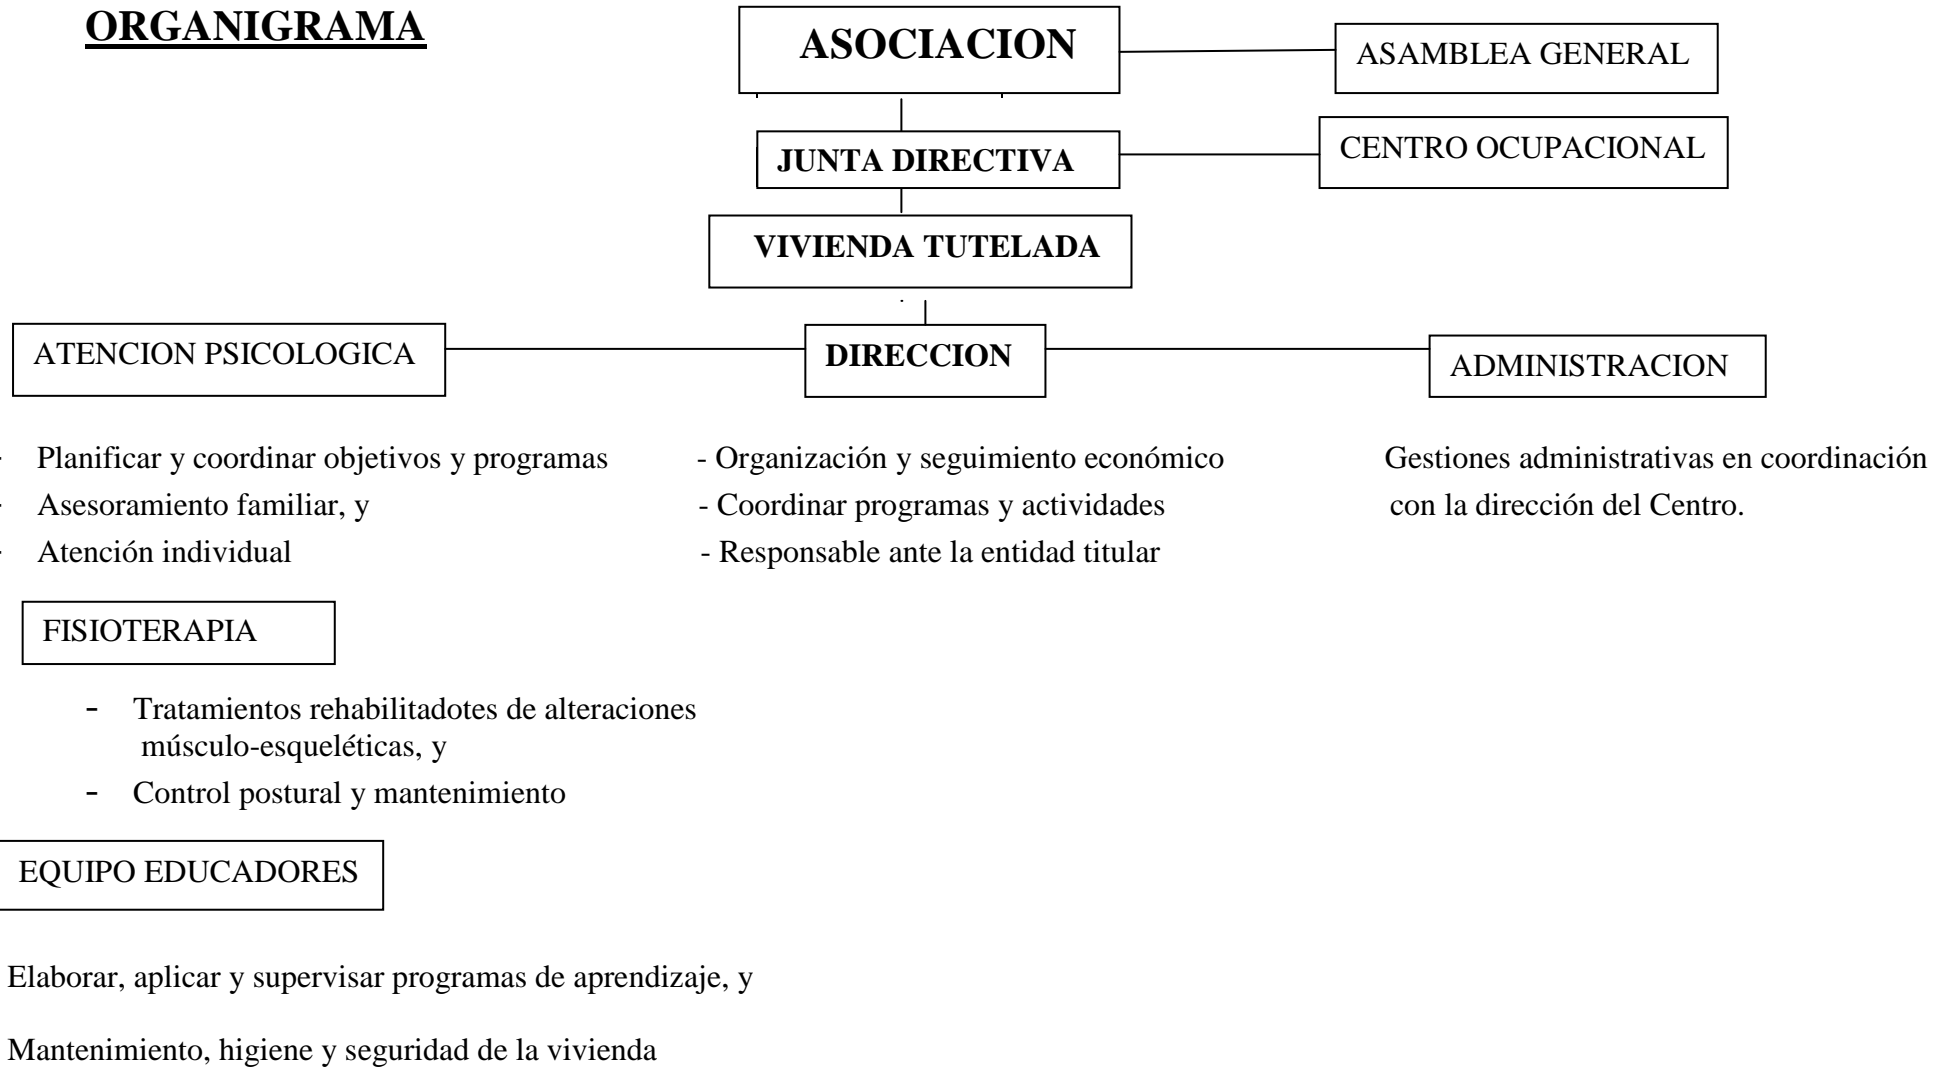 ORGANIGRAMA
ASOCIACION
ASAMBLEA GENERAL
JUNTA DIRECTIVA
CENTRO OCUPACIONAL
VIVIENDA TUTELADA
ATENCION PSICOLOGICA
DIRECCION
ADMINISTRACION
- Planificar y coordinar objetivos y programas
- Asesoramiento familiar, y
- Atención individual
- Organización y seguimiento económico
- Coordinar programas y actividades
- Responsable ante la entidad titular
Gestiones administrativas en coordinación
con la dirección del Centro.
FISIOTERAPIA
- Tratamientos rehabilitadotes de alteraciones
músculo-esqueléticas, y
- Control postural y mantenimiento
EQUIPO EDUCADORES
Elaborar, aplicar y supervisar programas de aprendizaje, y
Mantenimiento, higiene y seguridad de la vivienda